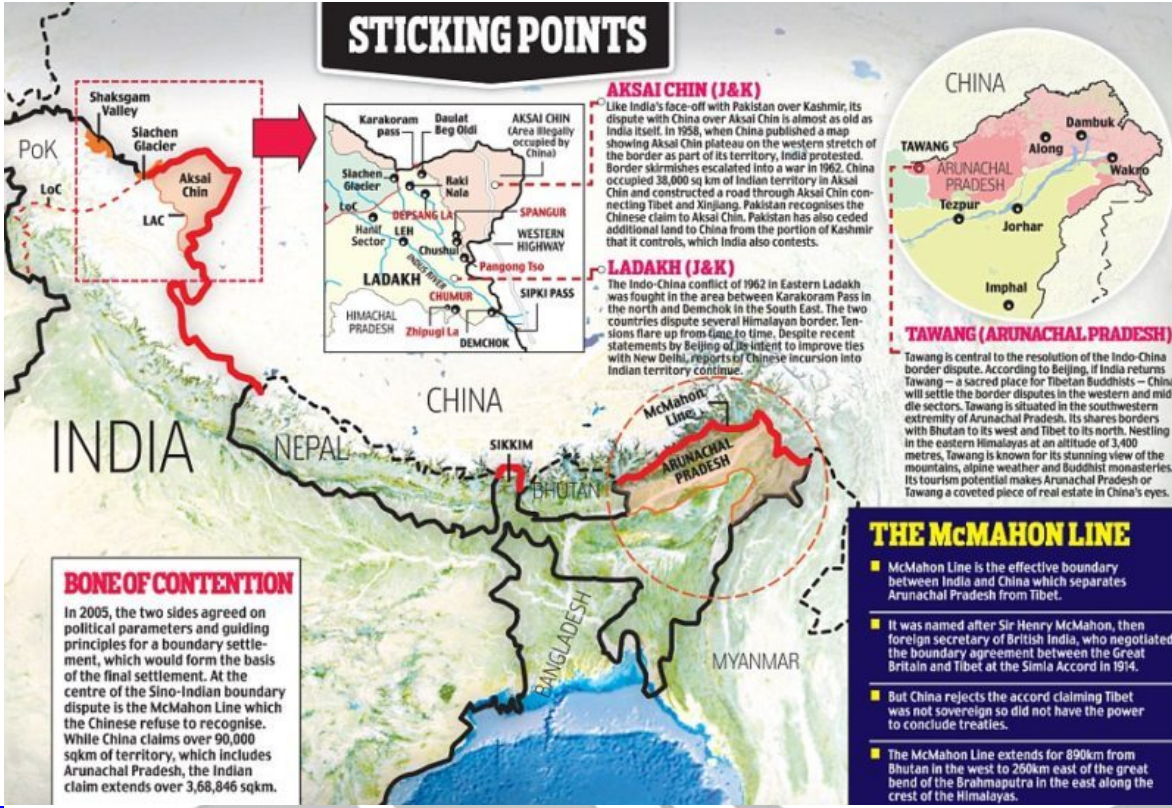 STICKING POINTS
Shaksgam
Valley
Siachen
Glacier
PoK
LoC
Aksai
Chin
LAC
Karakoram
pass
Daulat
Beg Oldi
AKSAI CHIN
(Area illegally
occupied by
China)
Siachen
Glacier
Raki
Nala
LoC
DEPSANG LA
SPANGUR
Hanif
Sector
LEH
WESTERN
HIGHWAY
Chushul
Pangong Tso
INDUS RIVER
LADAKH
CHUMUR
SIPKI PASS
HIMACHAL
PRADESH
Zhipugi La
DEMCHOK
AKSAI CHIN (J&K)
Like India's face-off with Pakistan over Kashmir, its
dispute with China over Aksai Chin is almost as old as
India itself. In 1958, when China published a map
showing Aksai Chin plateau on the western stretch of
the border as part of its territory, India protested.
Border skirmishes escalated into a war in 1962. China
occupied 38,000 sq km of Indian territory in Aksai
Chin and constructed a road through Aksai Chin con-
necting Tibet and Xinjiang. Pakistan recognises the
Chinese claim to Aksai Chin. Pakistan has also ceded
additional land to China from the portion of Kashmir
that it controls, which India also contests.
LADAKH (J&K)
The Indo-China conflict of 1962 in Eastern Ladakh
was fought in the area between Karakoram Pass in
the north and Demchok in the South East. The two
countries dispute several Himalayan border. Ten-
sions flare up from time to time. Despite recent
statements by Beijing of its intent to improve ties
with New Delhi, reports of Chinese incursion into
Indian territory continue.
CHINA
TAWANG
ARUNACHAL
PRADESH
Along
Dambuk
Wakro
Tezpur
Jorhar
Imphal
TAWANG (ARUNACHAL PRADESH)
Tawang is central to the resolution of the Indo-China
border dispute. According to Beijing, if India returns
Tawang — a sacred place for Tibetan Buddhists — China
will settle the border disputes in the western and mid
dle sectors. Tawang is situated in the southwestern
extremity of Arunachal Pradesh. Its shares borders
with Bhutan to its west and Tibet to its north. Nestling
in the eastern Himalayas at an altitude of 3,400
metres, Tawang is known for its stunning view of the
mountains, alpine weather and Buddhist monasteries.
Its tourism potential makes Arunachal Pradesh or
Tawang a coveted piece of real estate in China's eyes.
CHINA
McMahon
Line
INDIA
NEPAL
SIKKIM
BHUTAN
ARUNACHAL
PRADESH
BANGLADESH
MYANMAR
BONE OF CONTENTION
In 2005, the two sides agreed on
political parameters and guiding
principles for a boundary settle-
ment, which would form the basis
of the final settlement. At the
centre of the Sino-Indian boundary
dispute is the McMahon Line which
the Chinese refuse to recognise.
While China claims over 90,000
sqkm of territory, which includes
Arunachal Pradesh, the Indian
claim extends over 3,68,846 sqkm.
THE McMAHON LINE
McMahon Line is the effective boundary
between India and China which separates
Arunachal Pradesh from Tibet.
It was named after Sir Henry McMahon, then
foreign secretary of British India, who negotiated
the boundary agreement between the Great
Britain and Tibet at the Simla Accord in 1914.
But China rejects the accord claiming Tibet
was not sovereign so did not have the power
to conclude treaties.
The McMahon Line extends for 890km from
Bhutan in the west to 260km east of the great
bend of the Brahmaputra in the east along the
crest of the Himalayas.